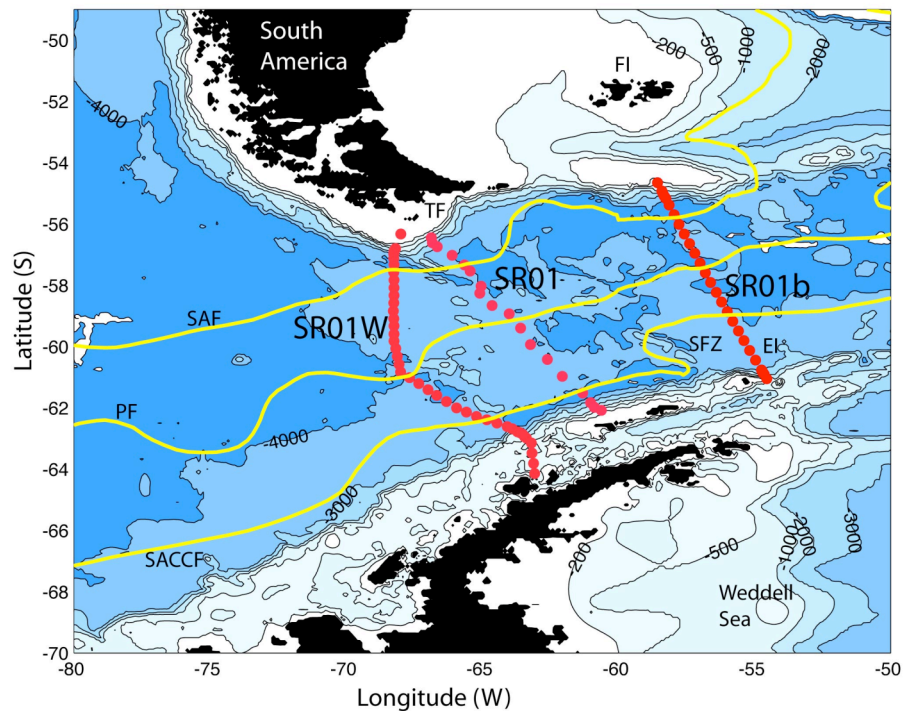 South
America
FI
-200
-500
-1000
2000
-4000
TF
SR01
SR01b
SR01W
SAF
SFZ
EI
PF
-4000
-3000
SACCF
200
-500
-1000
-2000
-3000
Weddell
Sea
-50
-52
-54
-56
-58
-60
-62
-64
-66
-68
-70
Latitude (S)
-80
-75
-70
-65
-60
-55
-50
Longitude (W)